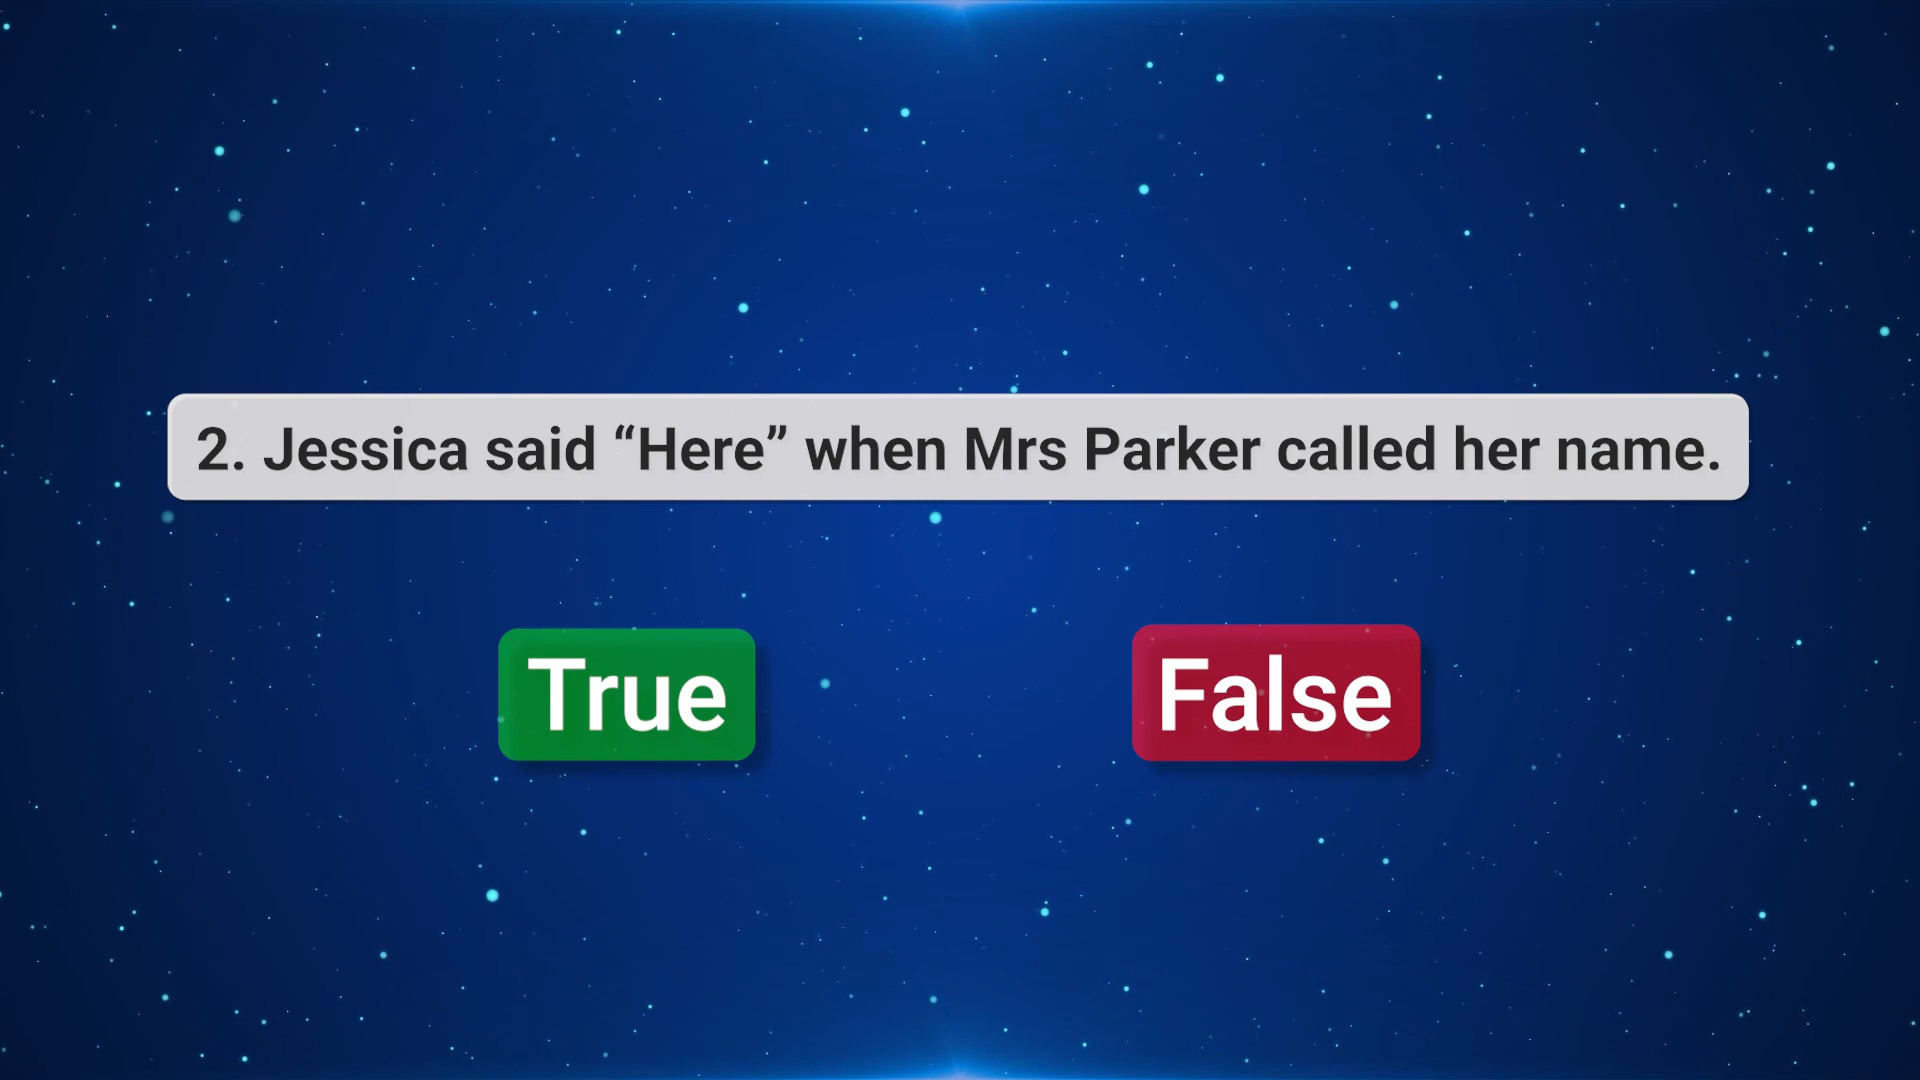 2. Jessica said “Here” when Mrs Parker called her name.
True
False